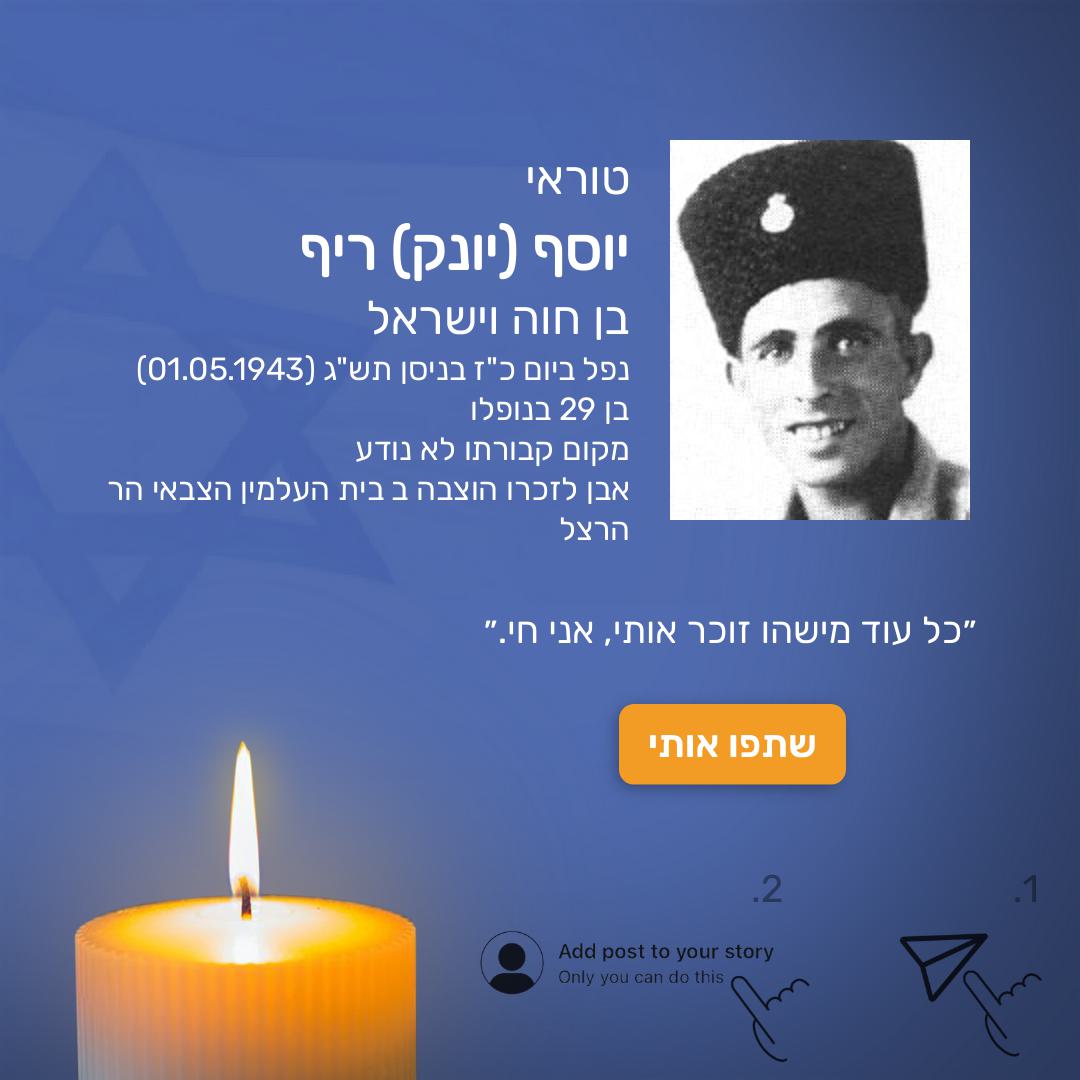 טוראי
יוסף (יונק) ריף
בן חוה וישראל
נפל ביום כ"ז בניסן תש"ג (01.05.1943)
בן 29 בנופלו
מקום קבורתו לא נודע
אבן לזכרו הוצבה ב בית העלמין הצבאי הר
הרצל
״כל עוד מישהו זוכר אותי, אני חי.״
שתפו אותי
1.
2.
Add post to your story
Only you can do this